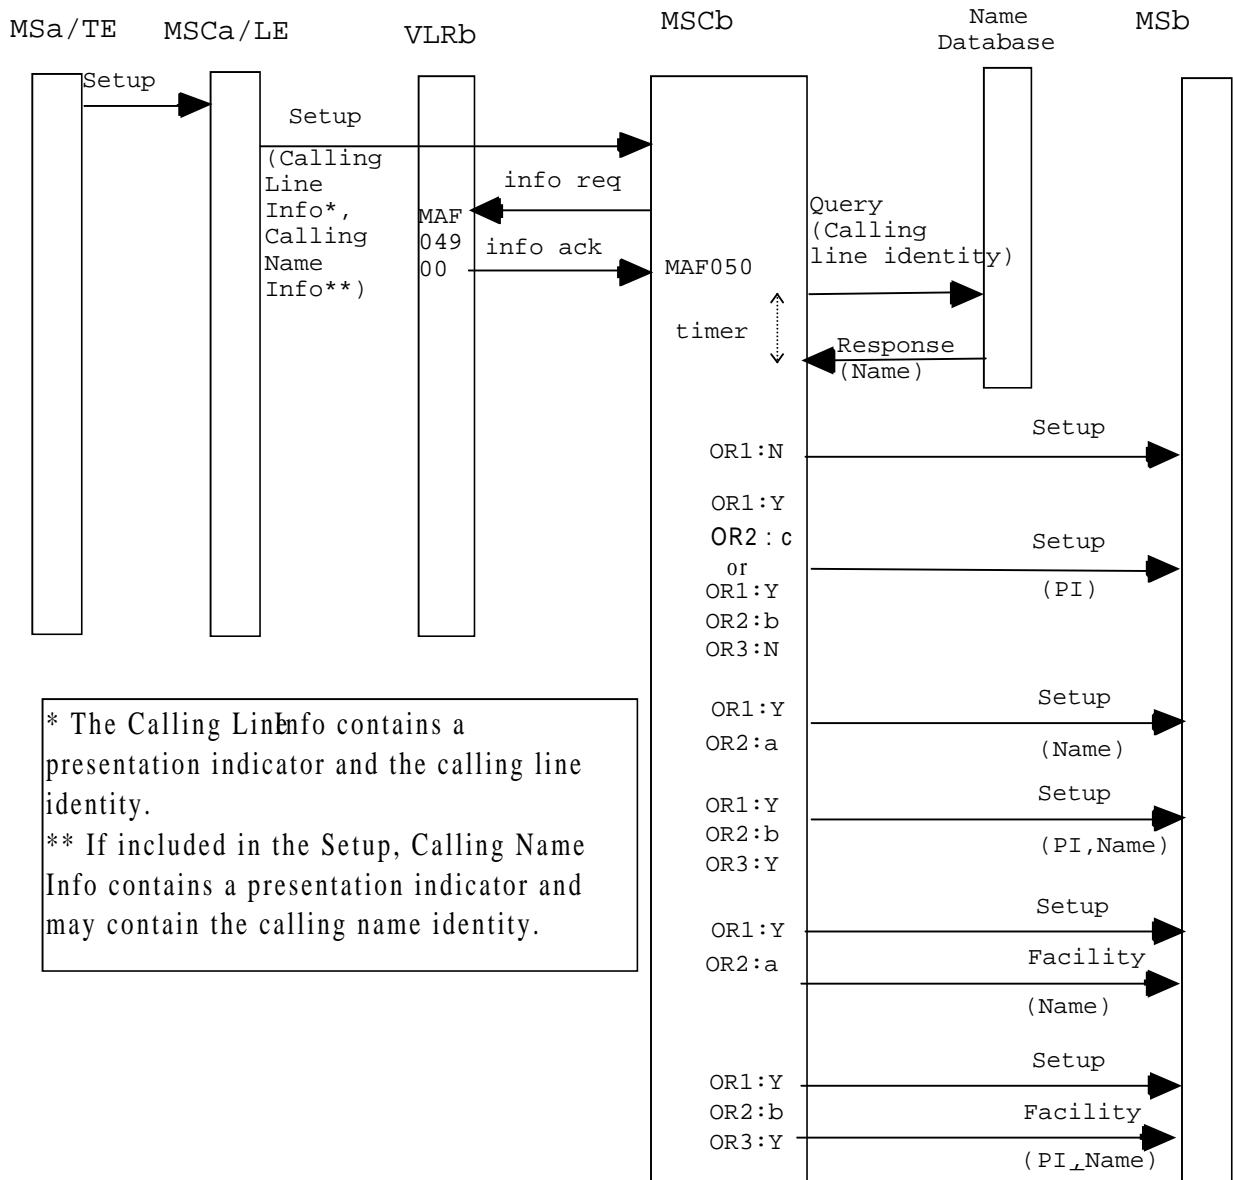 MSa/TE MSCa/LE VLRb MSCb Name MSb
Database
Setup
Setup
(Calling
Line
Info*,
Calling
Name
Info**)
info req
MAF
049
00
info ack
MAF050
Query
(Calling
line identity)
timer
Response
(Name)
OR1:N
Setup
OR1:Y
OR2 : c
or
OR1:Y
OR2:b
OR3:N
Setup
(PI)
OR1:Y
OR2:a
Setup
(Name)
OR1:Y
OR2:b
OR3:Y
Setup
(PI,Name)
OR1:Y
OR2:a
Setup
Facility
(Name)
OR1:Y
OR2:b
OR3:Y
Setup
Facility
(PI,Name)
* The Calling Line Info contains a
presentation indicator and the calling line
identity.
** If included in the Setup, Calling Name
Info contains a presentation indicator and
may contain the calling name identity.